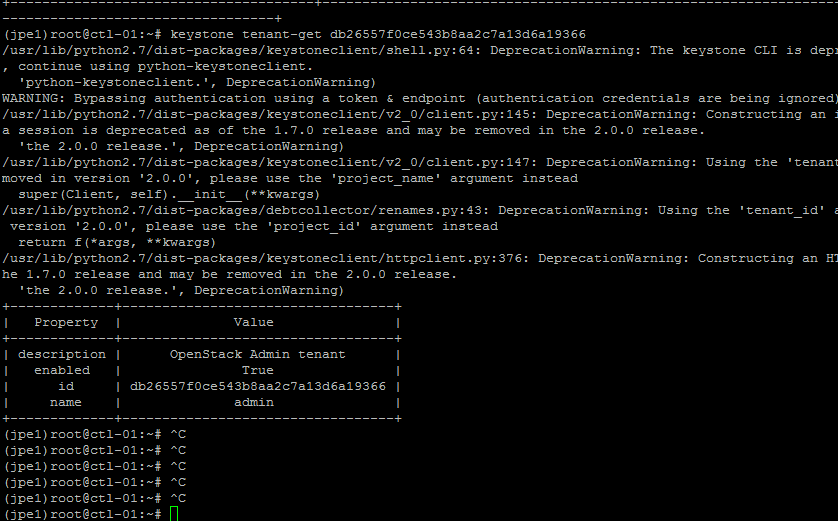 +-----------------------------------------+--------------------------------------------------------------------
-----------------------------------+
(jpe1)root@ctl-01:~# keystone tenant-get db26557f0ce543b8aa2c7a13d6a19366
/usr/lib/python2.7/dist-packages/keystoneclient/shell.py:64: DeprecationWarning: The keystone CLI is depr
, continue using python-keystoneclient.
  'python-keystoneclient.', DeprecationWarning)
WARNING: Bypassing authentication using a token & endpoint (authentication credentials are being ignored)
/usr/lib/python2.7/dist-packages/keystoneclient/v2_0/client.py:145: DeprecationWarning: Constructing an i
a session is deprecated as of the 1.7.0 release and may be removed in the 2.0.0 release.
  'the 2.0.0 release.', DeprecationWarning)
/usr/lib/python2.7/dist-packages/keystoneclient/v2_0/client.py:147: DeprecationWarning: Using the 'tenant
moved in version '2.0.0', please use the 'project_name' argument instead
  super(Client, self).__init__(**kwargs)
/usr/lib/python2.7/dist-packages/debtcollector/renames.py:43: DeprecationWarning: Using the 'tenant_id' a
 version '2.0.0', please use the 'project_id' argument instead
  return f(*args, **kwargs)
/usr/lib/python2.7/dist-packages/keystoneclient/httpclient.py:376: DeprecationWarning: Constructing an HT
he 1.7.0 release and may be removed in the 2.0.0 release.
  'the 2.0.0 release.', DeprecationWarning)
+-------------+----------------------------------+
|   Property  |              Value               |
+-------------+----------------------------------+
| description |      OpenStack Admin tenant      |
|   enabled   |               True               |
|      id     | db26557f0ce543b8aa2c7a13d6a19366 |
|     name    |              admin               |
+-------------+----------------------------------+
(jpe1)root@ctl-01:~# ^C
(jpe1)root@ctl-01:~# ^C
(jpe1)root@ctl-01:~# ^C
(jpe1)root@ctl-01:~# ^C
(jpe1)root@ctl-01:~# ^C
(jpe1)root@ctl-01:~#